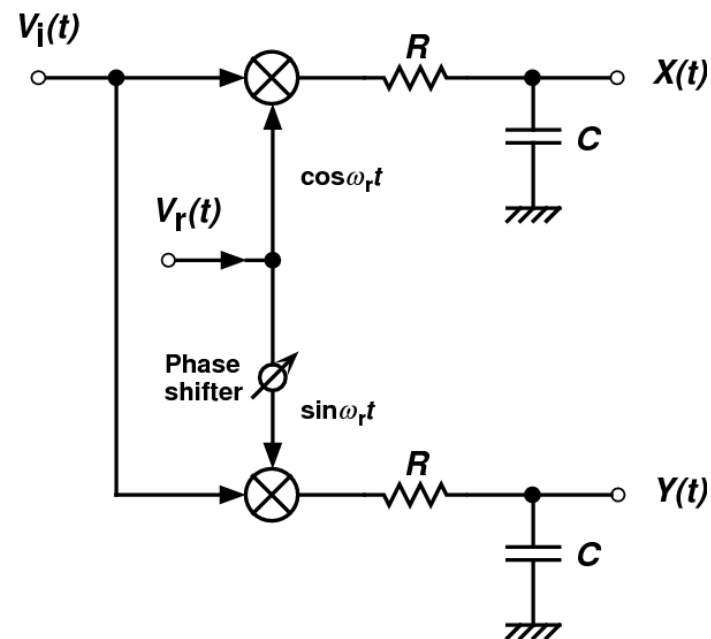 Vi(t)
R
X(t)
C
cosωrt
Vr(t)
Phase
shifter
sinωrt
R
Y(t)
C